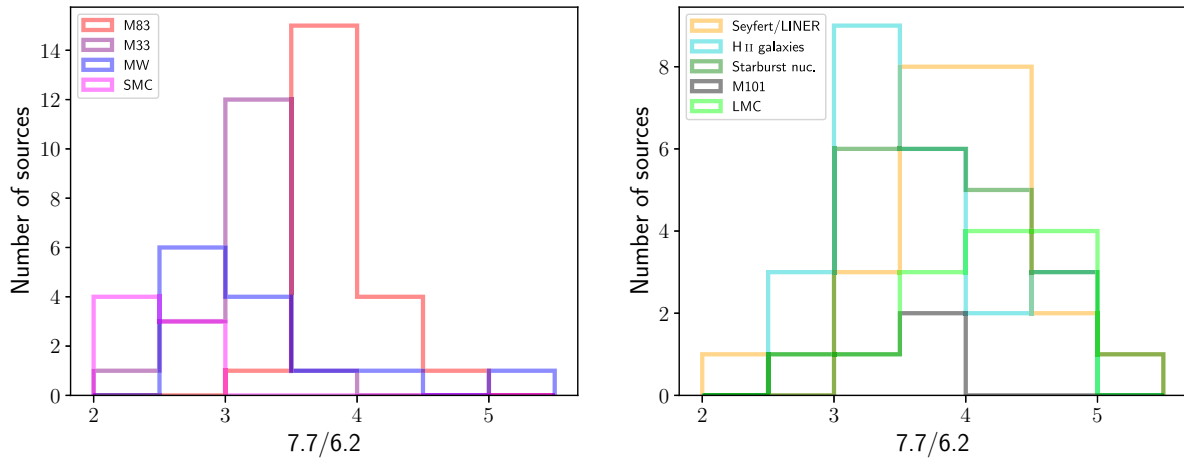 M83
M33
MW
SMC
Number of sources
14
12
10
8
6
4
2
0
2
3
4
5
7.7/6.2
Seyfert/LINER
H II galaxies
Starburst nuc.
M101
LMC
Number of sources
8
6
4
2
0
2
3
4
5
7.7/6.2